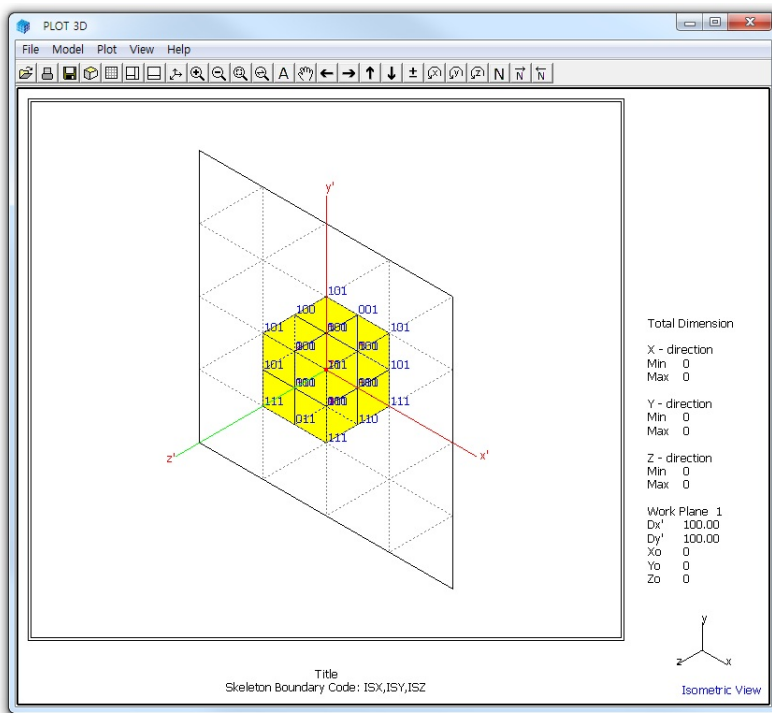 PLOT 3D
File Model Plot View Help
A N N N
y'
101
100 001
101 101
101 101
111 111
011 110
111
z' x'
Total Dimension
X - direction
Min 0
Max 0
Y - direction
Min 0
Max 0
Z - direction
Min 0
Max 0
Work Plane 1
Dx' 100.00
Dy' 100.00
Xo 0
Yo 0
Zo 0
y
z x
Title
Skeleton Boundary Code: ISX,ISY,ISZ
Isometric View